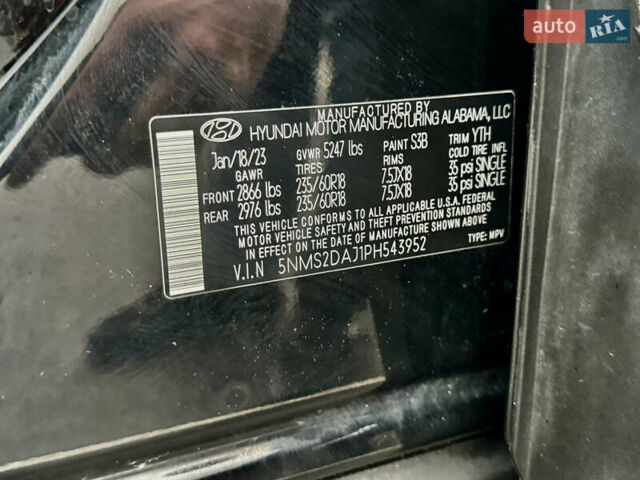 auto RIA.com
MANUFACTURED BY
HYUNDAI MOTOR MANUFACTURING ALABAMA, LLC
Jan/18/23 GVWR 5247 lbs PAINT S3B TRIM YTH
GAWR TIRES RIMS COLD TIRE INFL
FRONT 2866 lbs 235/60R18 7.5JX18 35 psi SINGLE
REAR 2976 lbs 235/60R18 7.5JX18 35 psi SINGLE
THIS VEHICLE CONFORMS TO ALL APPLICABLE U.S.A. FEDERAL
MOTOR VEHICLE SAFETY AND THEFT PREVENTION STANDARDS
IN EFFECT ON THE DATE OF MANUFACTURE SHOWN ABOVE.
V.I.N 5NMS2DAJ1PH543952 TYPE: MPV